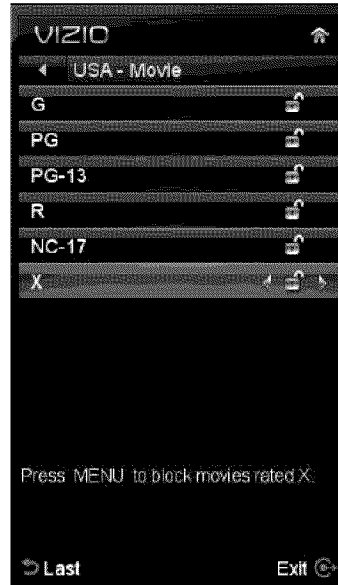 VIZIO
USA - Movie
G
PG
PG-13
R
NC-17
X
Press MENU to block movies rated X.
Last Exit